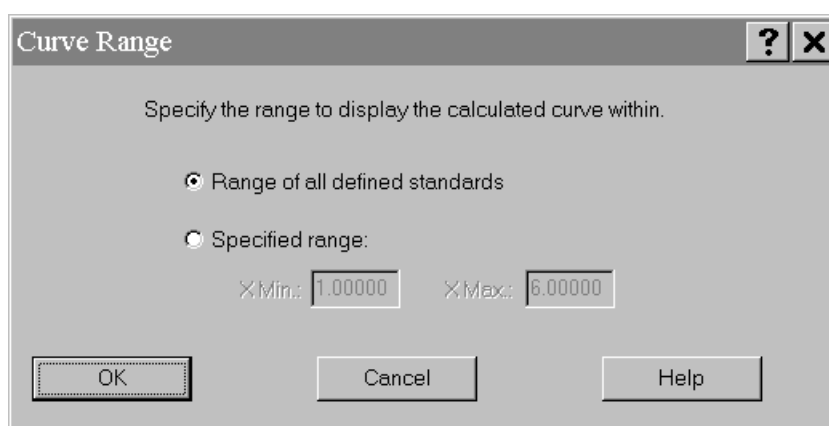 Curve Range
Specify the range to display the calculated curve within.
Range of all defined standards
Specified range:
X Min.: 1.00000 X Max.: 6.00000
OK Cancel Help